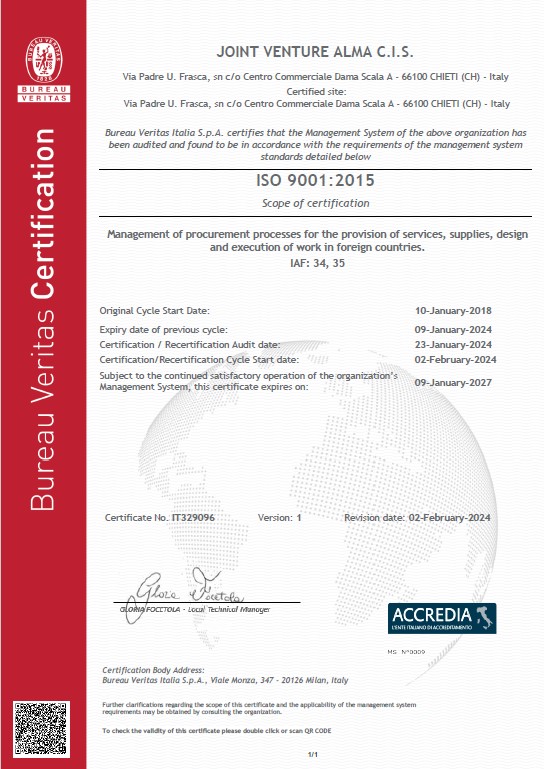 BUREAU VERITAS
1828
BUREAU
VERITAS
Bureau Veritas Certification
JOINT VENTURE ALMA C.I.S.
Via Padre U. Frasca, sn c/o Centro Commerciale Dama Scala A - 66100 CHIETI (CH) - Italy
Certified site:
Via Padre U. Frasca, sn c/o Centro Commerciale Dama Scala A - 66100 CHIETI (CH) - Italy
Bureau Veritas Italia S.p.A. certifies that the Management System of the above organization has
been audited and found to be in accordance with the requirements of the management system
standards detailed below
ISO 9001:2015
Scope of certification
Management of procurement processes for the provision of services, supplies, design
and execution of work in foreign countries.
IAF: 34, 35
Original Cycle Start Date: 10-January-2018
Expiry date of previous cycle: 09-January-2024
Certification / Recertification Audit date: 23-January-2024
Certification/Recertification Cycle Start date: 02-February-2024
Subject to the continued satisfactory operation of the organization's
Management System, this certificate expires on: 09-January-2027
Certificate No. IT329096 Version: 1 Revision date: 02-February-2024
Gloria Focctola
GLORIA FOCCTOLA - Local Technical Manager
ACCREDIA
L'ENTE ITALIANO DI ACCREDITAMENTO
MS N°0009
Certification Body Address:
Bureau Veritas Italia S.p.A., Viale Monza, 347 - 20126 Milan, Italy
Further clarifications regarding the scope of this certificate and the applicability of the management system
requirements may be obtained by consulting the organization.
To check the validity of this certificate please double click or scan QR CODE
1/1